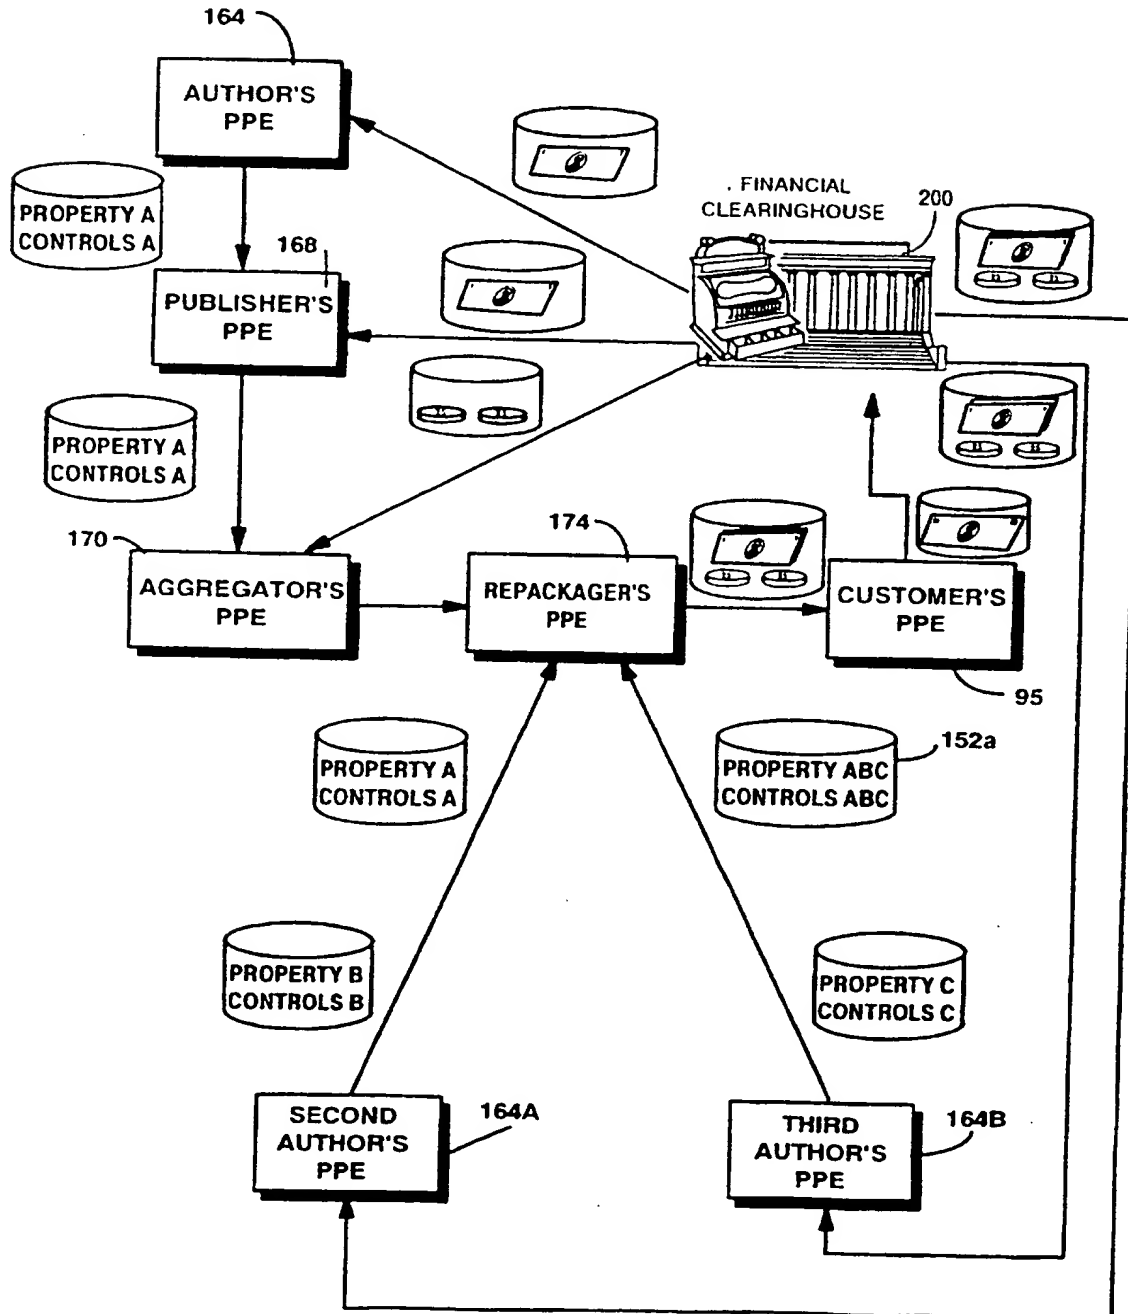 164
AUTHOR'S
PPE
. FINANCIAL
CLEARINGHOUSE
200
PROPERTY A
CONTROLS A
168
PUBLISHER'S
PPE
PROPERTY A
CONTROLS A
170
AGGREGATOR'S
PPE
174
REPACKAGER'S
PPE
CUSTOMER'S
PPE
95
PROPERTY A
CONTROLS A
PROPERTY ABC
CONTROLS ABC
152a
PROPERTY B
CONTROLS B
PROPERTY C
CONTROLS C
SECOND
AUTHOR'S
PPE
164A
THIRD
AUTHOR'S
PPE
164B